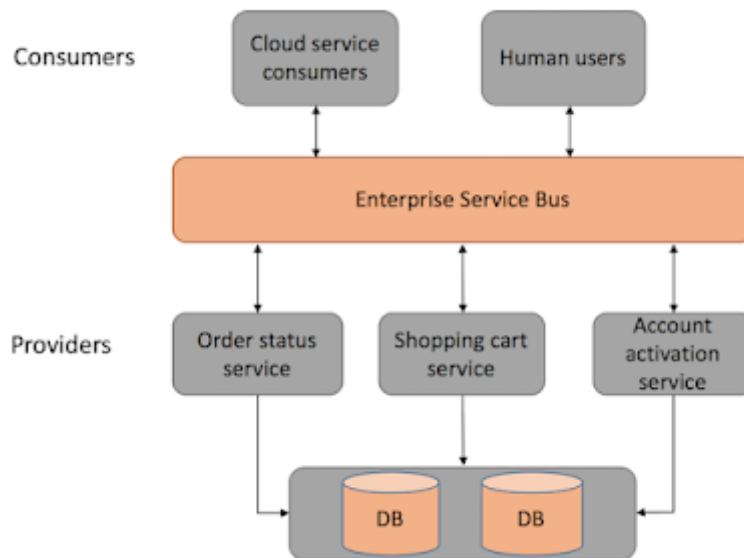 Consumers
Cloud service
consumers
Human users
Enterprise Service Bus
Providers
Order status
service
Shopping cart
service
Account
activation
service
DB
DB